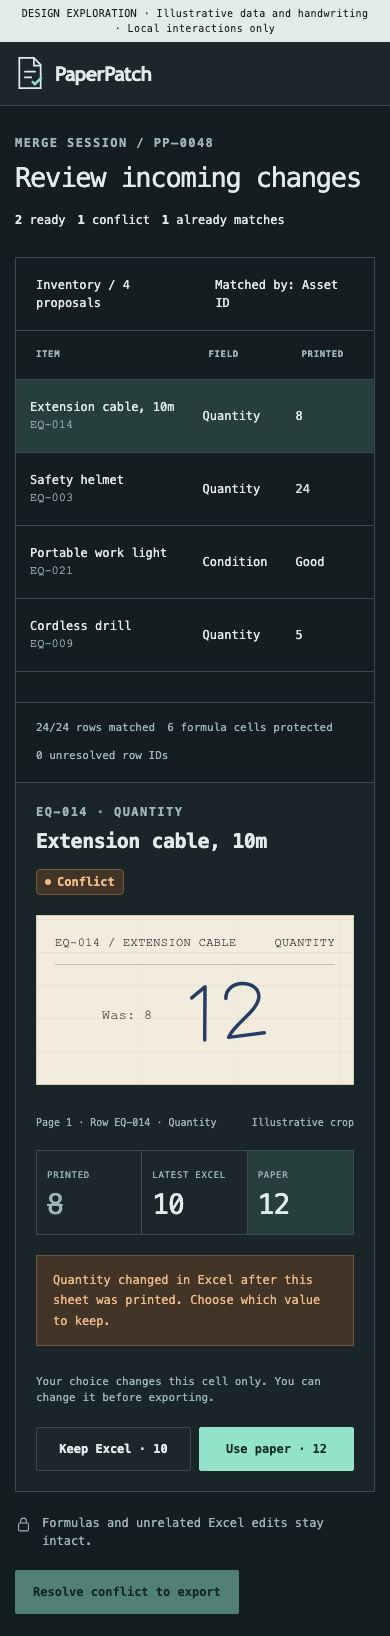 DESIGN EXPLORATION · Illustrative data and handwriting
· Local interactions only
PaperPatch
MERGE SESSION / PP—0048
Review incoming changes
2 ready 1 conflict 1 already matches
Inventory / 4 proposals
Matched by: Asset ID
ITEM FIELD PRINTED
Extension cable, 10m
EQ—014
Quantity 8
Safety helmet
EQ—003
Quantity 24
Portable work light
EQ—021
Condition Good
Cordless drill
EQ—009
Quantity 5
24/24 rows matched 6 formula cells protected
0 unresolved row IDs
EQ—014 · QUANTITY
Extension cable, 10m
Conflict
EQ—014 / EXTENSION CABLE QUANTITY
Was: 8 12
Page 1 · Row EQ—014 · Quantity Illustrative crop
PRINTED LATEST EXCEL PAPER
8 10 12
Quantity changed in Excel after this
sheet was printed. Choose which value
to keep.
Your choice changes this cell only. You can
change it before exporting.
Keep Excel · 10 Use paper · 12
Formulas and unrelated Excel edits stay
intact.
Resolve conflict to export